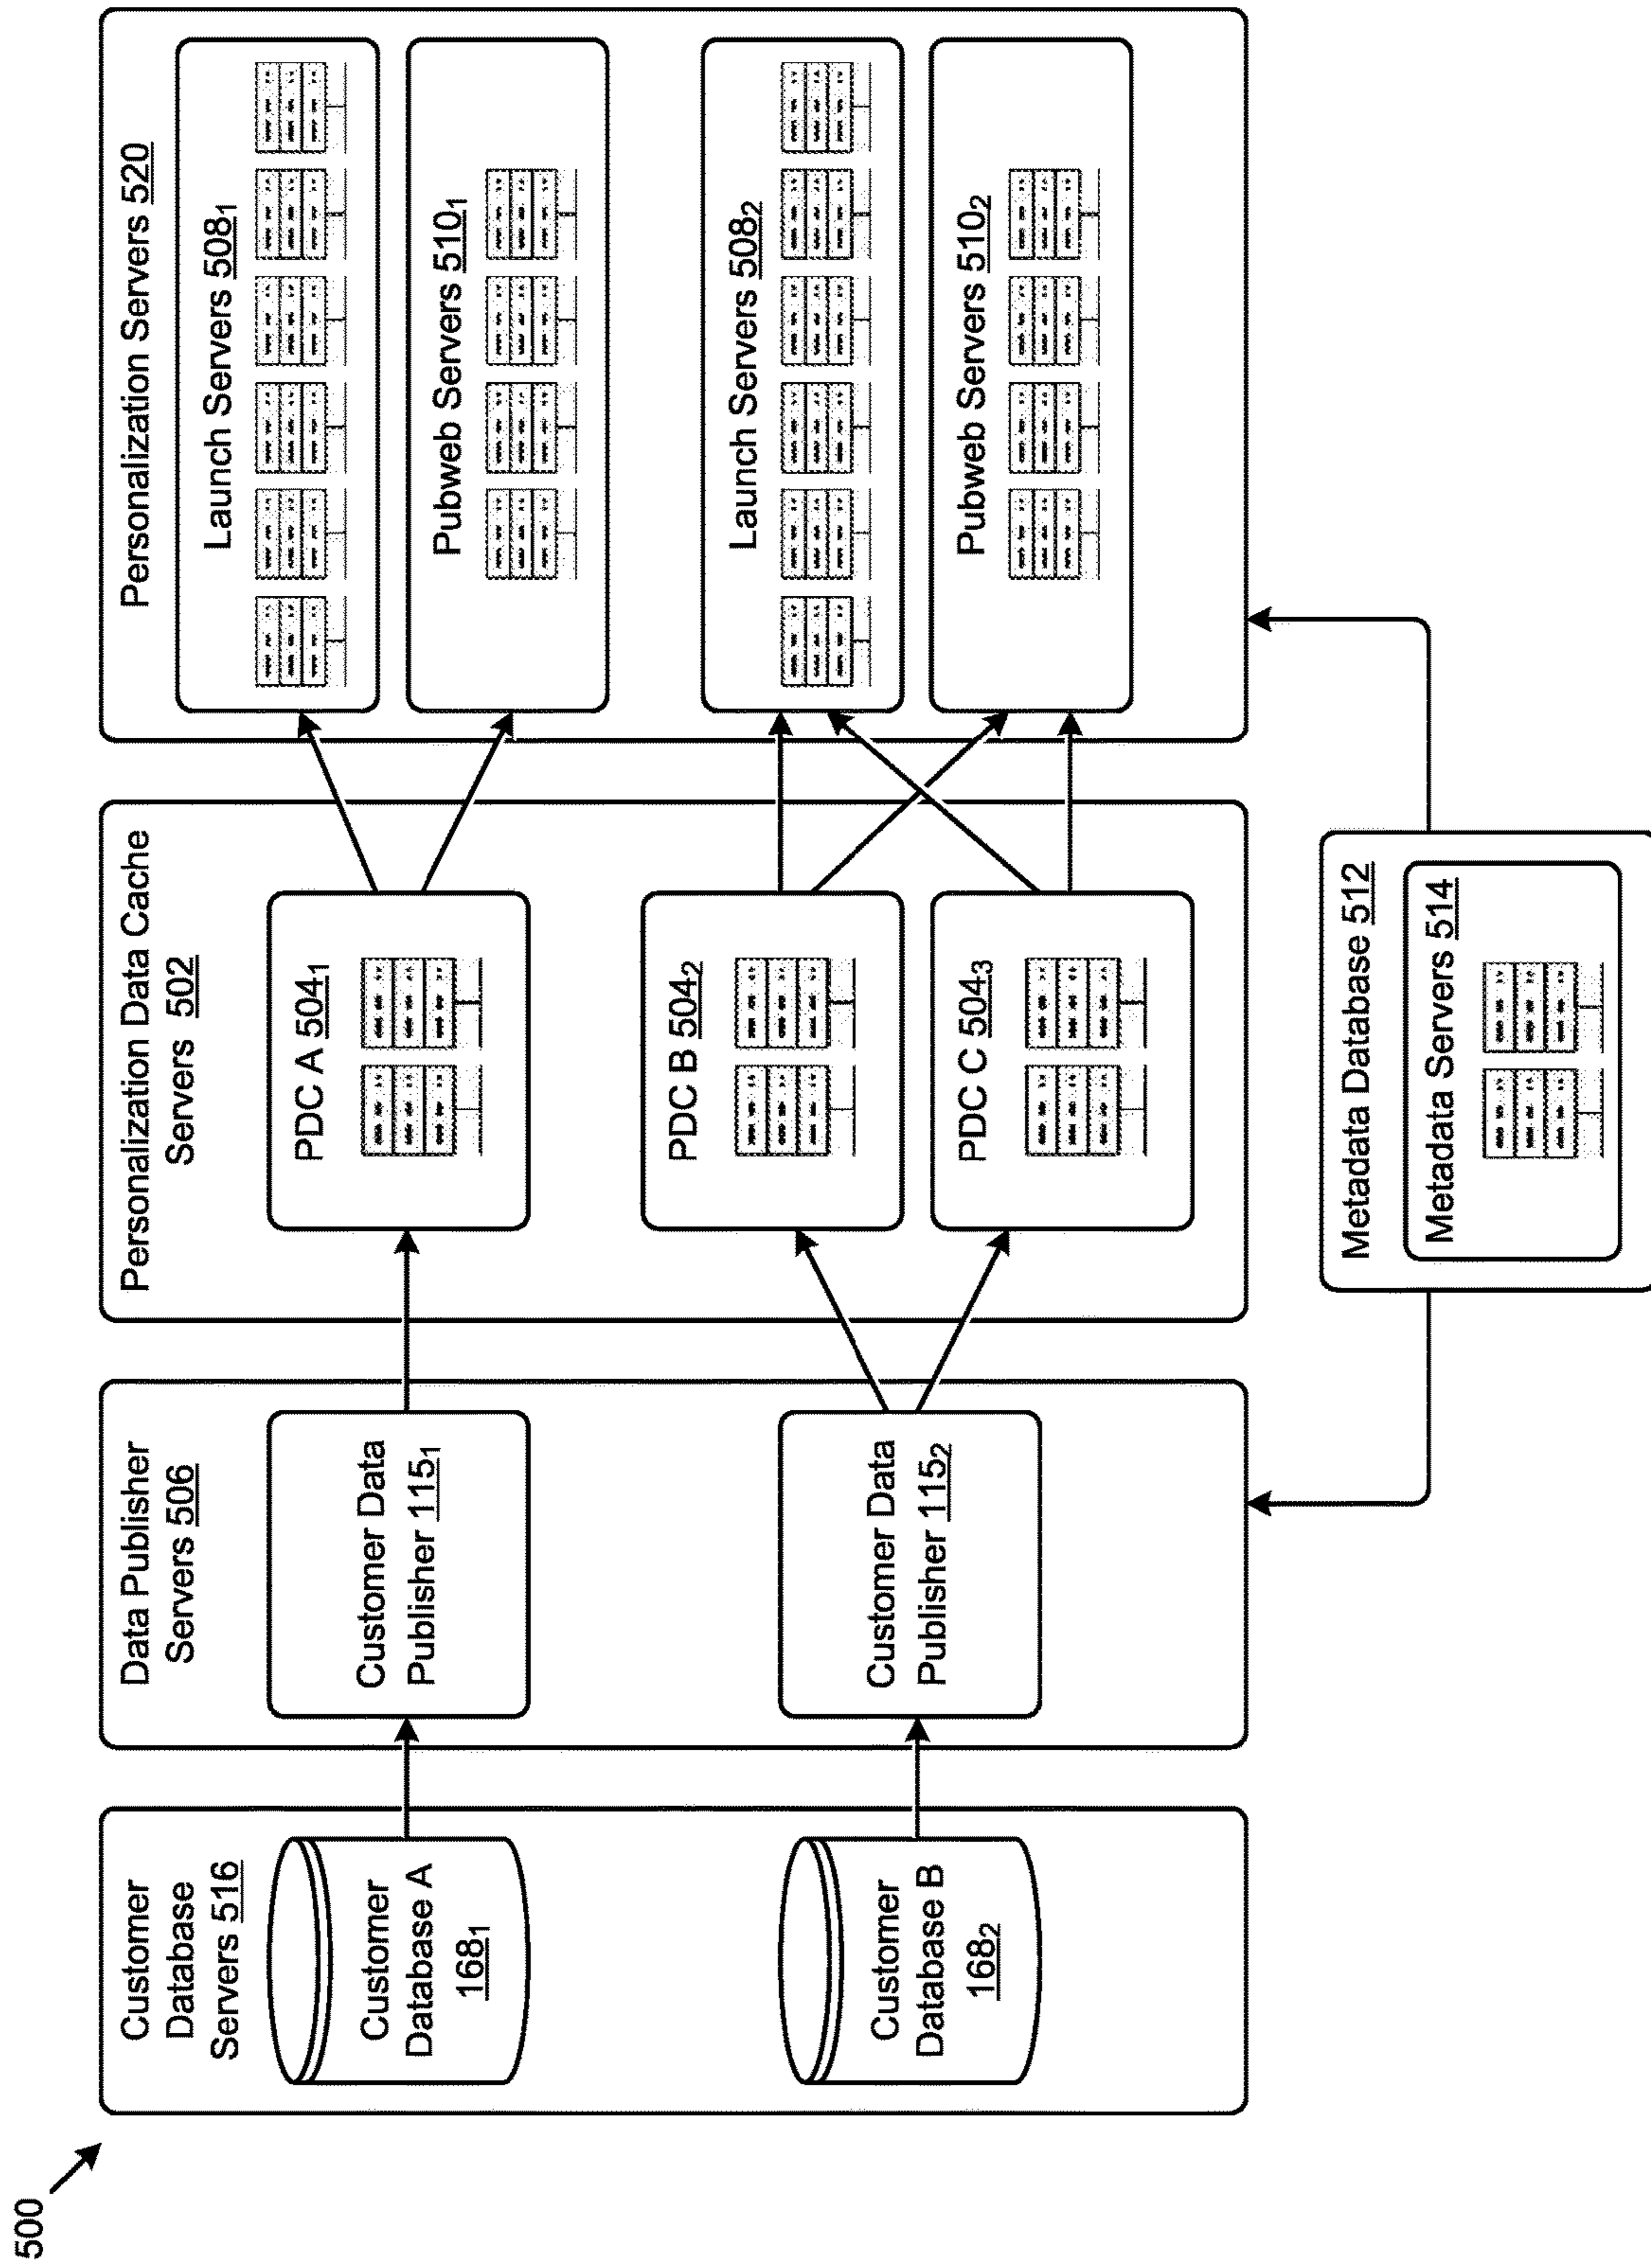 500
Customer
Database
Servers 516
Customer
Database A
168₁
Customer
Database B
168₂
Data Publisher
Servers 506
Customer Data
Publisher 115₁
Customer Data
Publisher 115₂
Personalization Data Cache
Servers 502
PDC A 504₁
PDC B 504₂
PDC C 504₃
Personalization Servers 520
Launch Servers 508₁
Pubweb Servers 510₁
Launch Servers 508₂
Pubweb Servers 510₂
Metadata Database 512
Metadata Servers 514